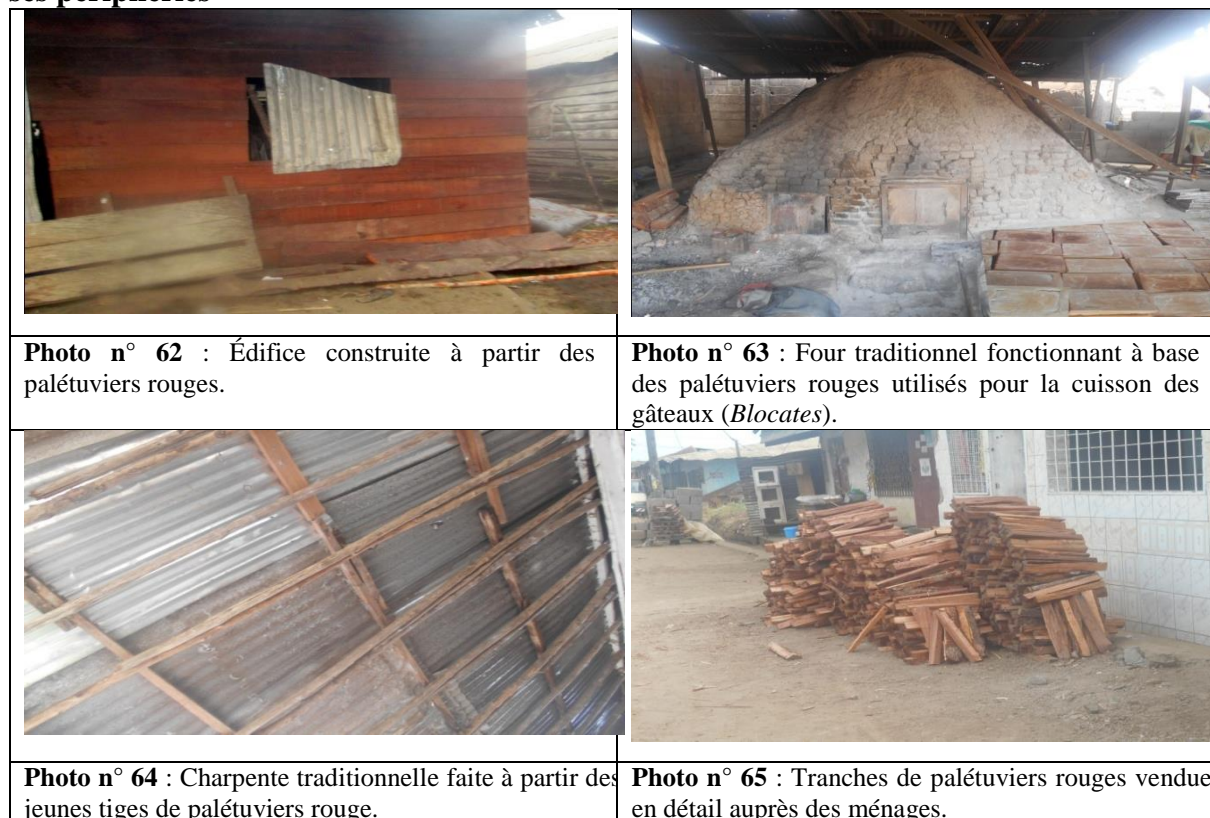 ses périphéries
Photo n° 62 : Édifice construite à partir des
palétuviers rouges.
Photo n° 63 : Four traditionnel fonctionnant à base
des palétuviers rouges utilisés pour la cuisson des
gâteaux (Blocates).
Photo n° 64 : Charpente traditionnelle faite à partir des
jeunes tiges de palétuviers rouge.
Photo n° 65 : Tranches de palétuviers rouges vendue
en détail auprès des ménages.